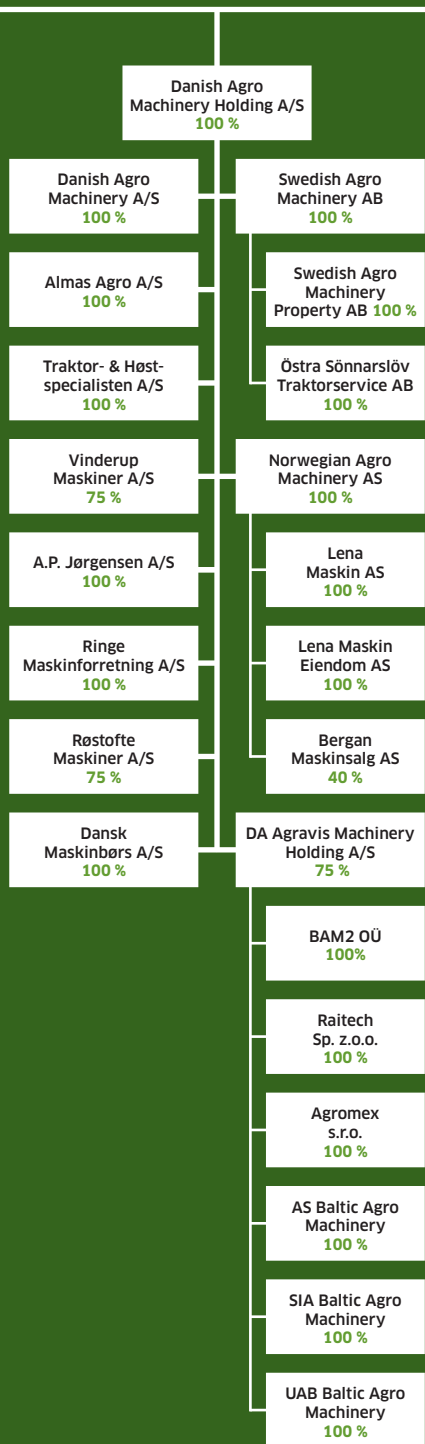 Danish Agro
Machinery Holding A/S
100 %
Danish Agro
Machinery A/S
100 %
Swedish Agro
Machinery AB
100 %
Almas Agro A/S
100 %
Swedish Agro
Machinery
Property AB 100 %
Traktor- & Høst-
specialisten A/S
100 %
Östra Sönnarslöv
Traktorservice AB
100 %
Vinderup
Maskiner A/S
75 %
Norwegian Agro
Machinery AS
100 %
A.P. Jørgensen A/S
100 %
Lena
Maskin AS
100 %
Ringe
Maskinforretning A/S
100 %
Lena Maskin
Eiendom AS
100 %
Røstofte
Maskiner A/S
75 %
Bergan
Maskinsalg AS
40 %
Dansk
Maskinbørs A/S
100 %
DA Agravis Machinery
Holding A/S
75 %
BAM2 OÜ
100%
Raitech
Sp. z.o.o.
100 %
Agromex
s.r.o.
100 %
AS Baltic Agro
Machinery
100 %
SIA Baltic Agro
Machinery
100 %
UAB Baltic Agro
Machinery
100 %